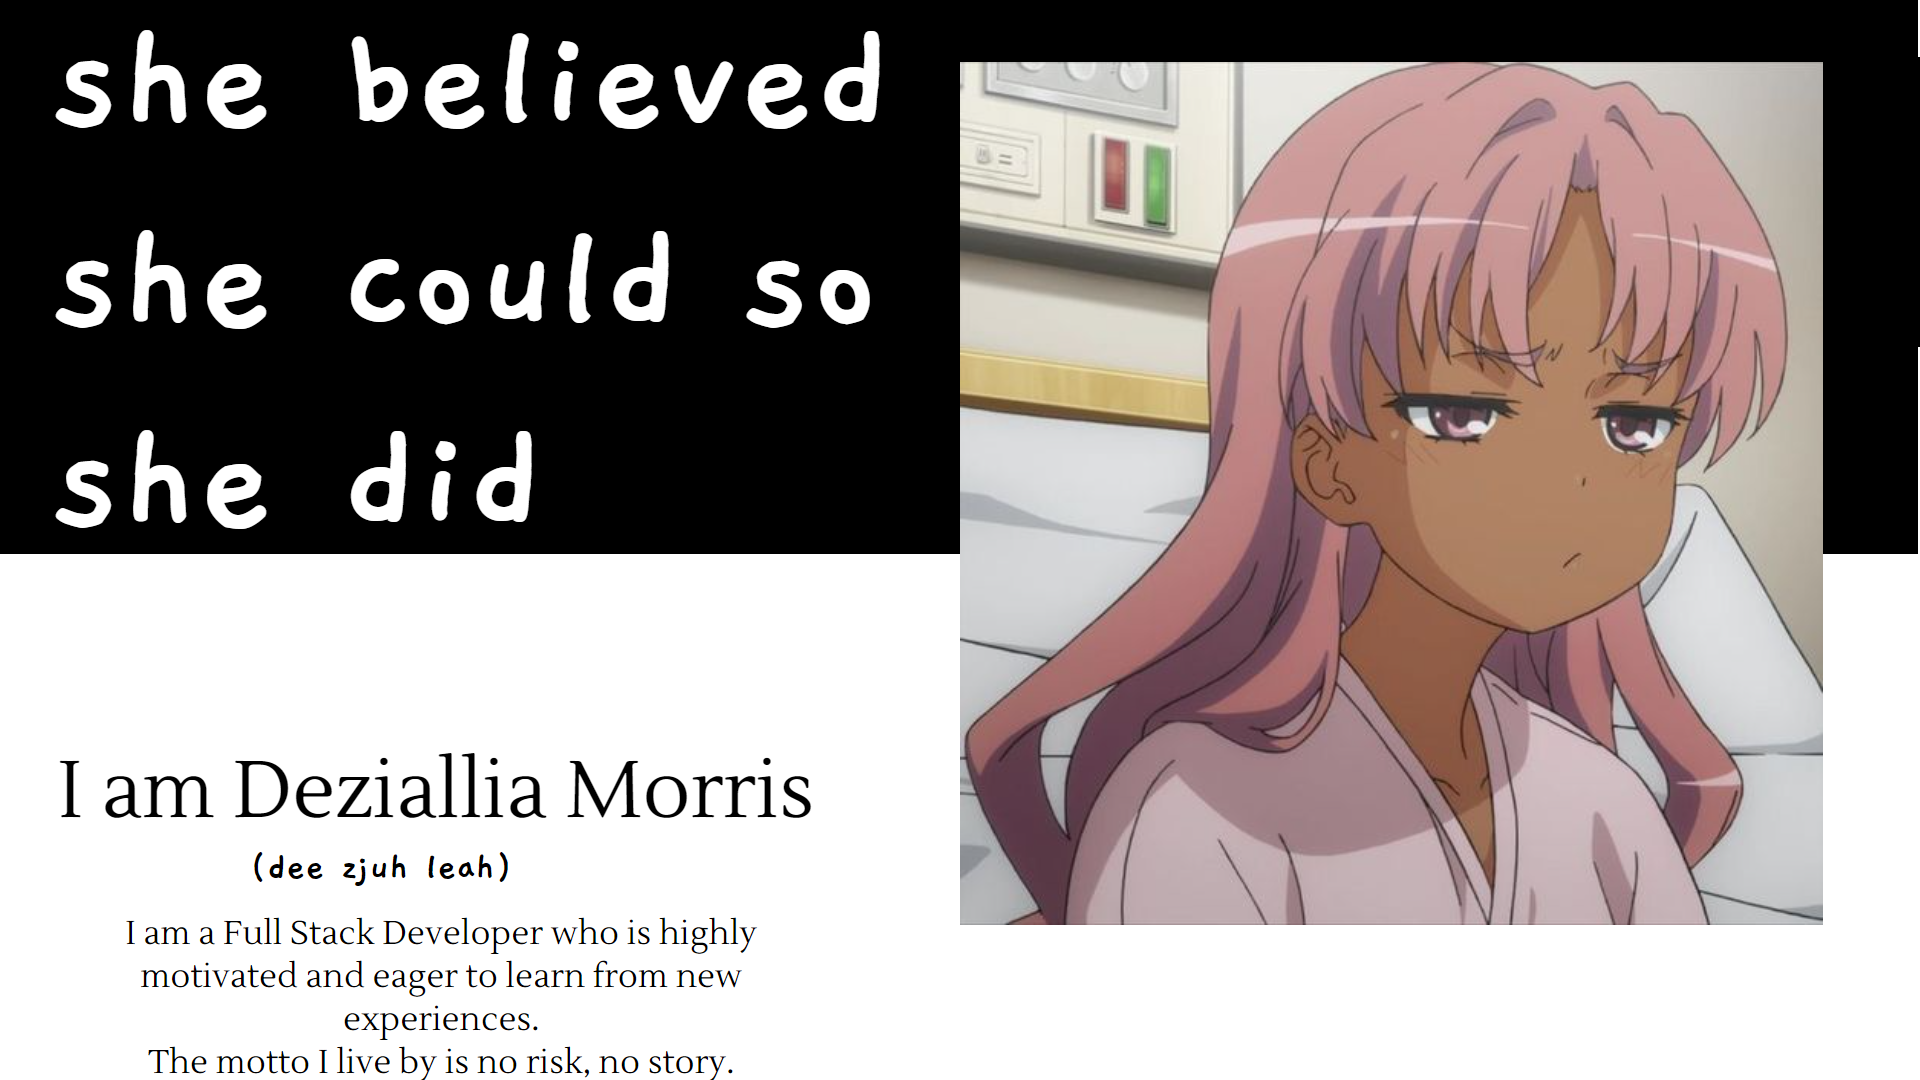 she believed
she could so
she did
I am Deziallia Morris
(dee zjuh leah)
I am a Full Stack Developer who is highly
motivated and eager to learn from new
experiences.
The motto I live by is no risk, no story.